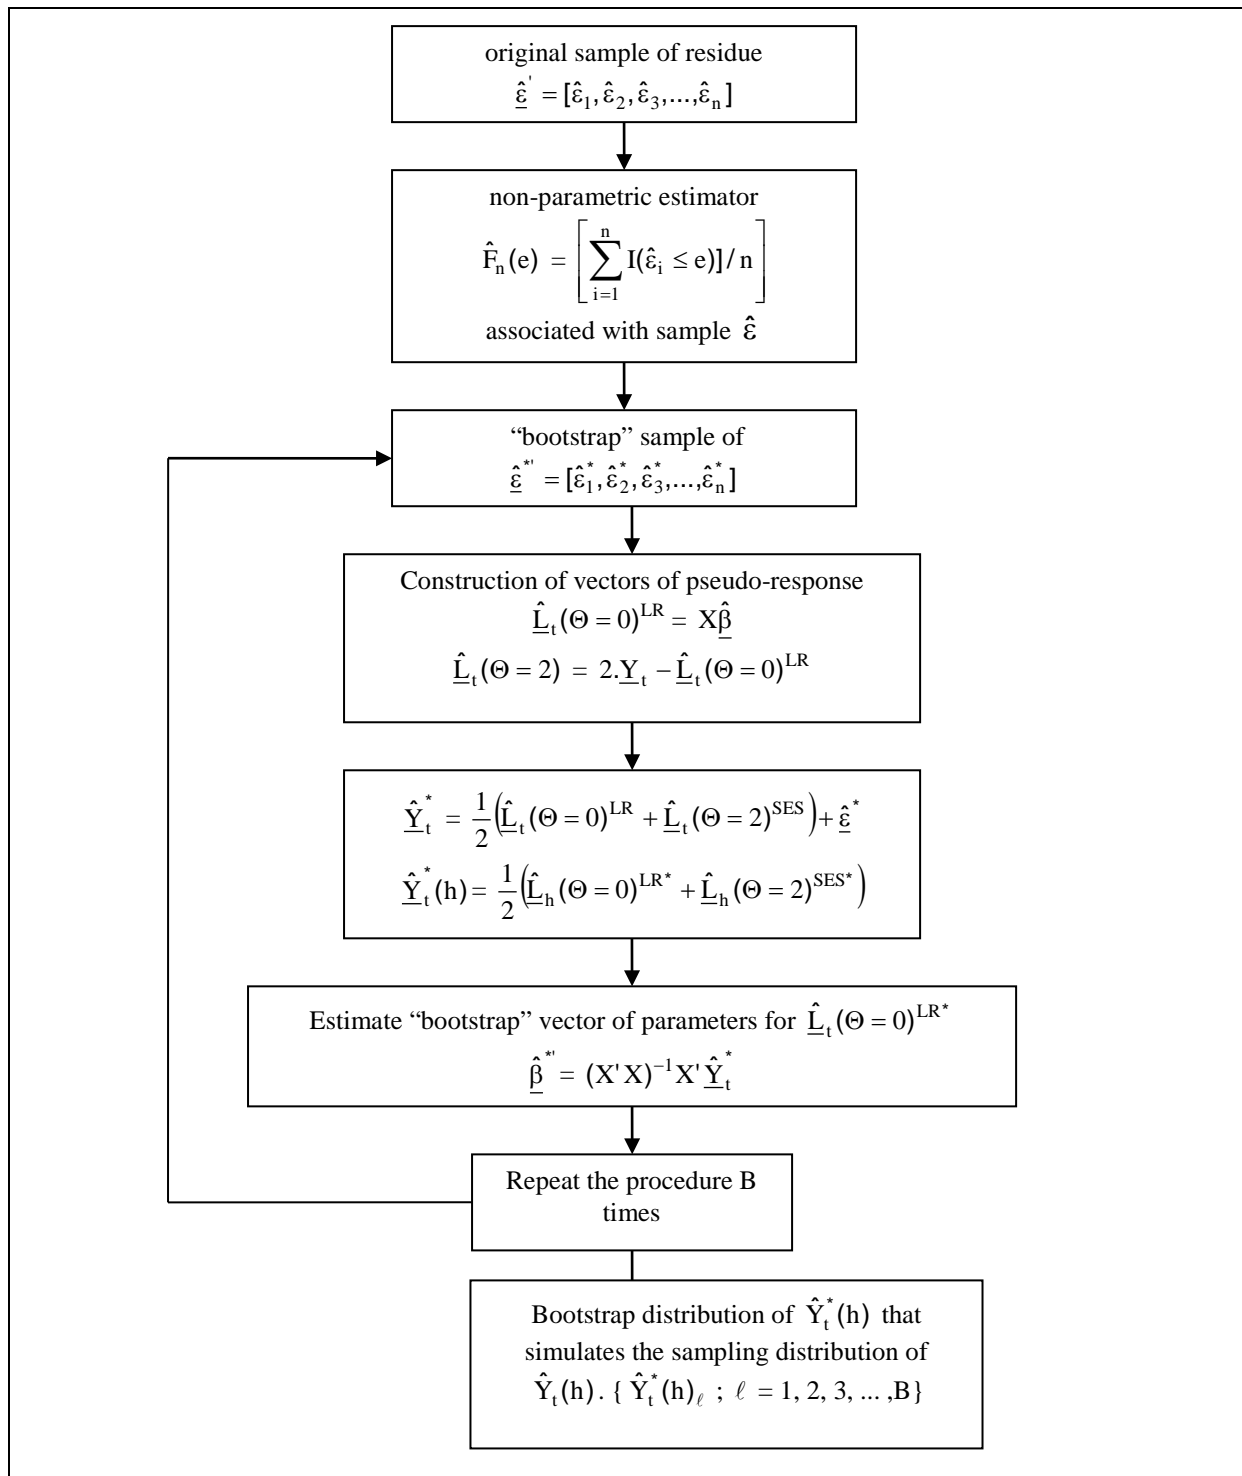 original sample of residue
ε̂' = [ε̂₁, ε̂₂, ε̂₃,..., ε̂ₙ]
non-parametric estimator
F̂ₙ(e) = [∑ᵢ₌₁ⁿ I(ε̂ᵢ ≤ e)]/ n]
associated with sample ε̂
“bootstrap” sample of
ε̂*' = [ε̂₁*, ε̂₂*, ε̂₃*,..., ε̂ₙ*]
Construction of vectors of pseudo-response
L̂ₜ(Θ = 0)ᴸᴿ = Xβ̂
L̂ₜ(Θ = 2) = 2.Yₜ − L̂ₜ(Θ = 0)ᴸᴿ
Ŷₜ* = 1/2 (L̂ₜ(Θ = 0)^LR + L̂ₜ(Θ = 2)^SES) + ε̂*
Ŷₜ*(h) = 1/2 (L̂ₕ(Θ = 0)^LR* + L̂ₕ(Θ = 2)^SES*)
Estimate “bootstrap” vector of parameters for L̂ₜ(Θ = 0)^LR*
β̂*' = (X'X)⁻¹X'Ŷₜ*
Repeat the procedure B
times
Bootstrap distribution of Ŷₜ*(h) that
simulates the sampling distribution of
Ŷₜ(h). { Ŷₜ*(h)_ℓ ; ℓ = 1, 2, 3, ... ,B}